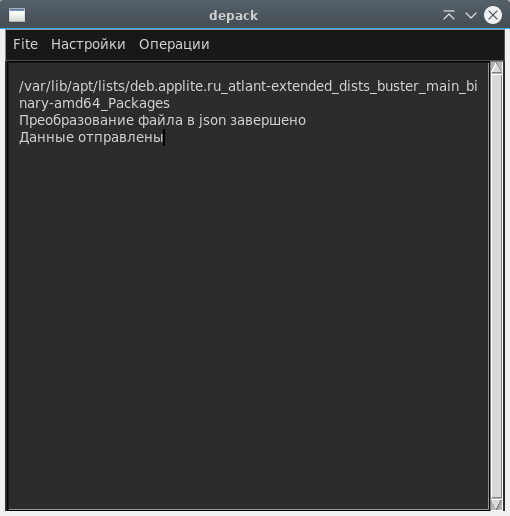 depack
Fite Настройки Операции
/var/lib/apt/lists/deb.applite.ru_atlant-extended_dists_buster_main_bi
nary-amd64_Packages
Преобразование файла в json завершено
Данные отправлены